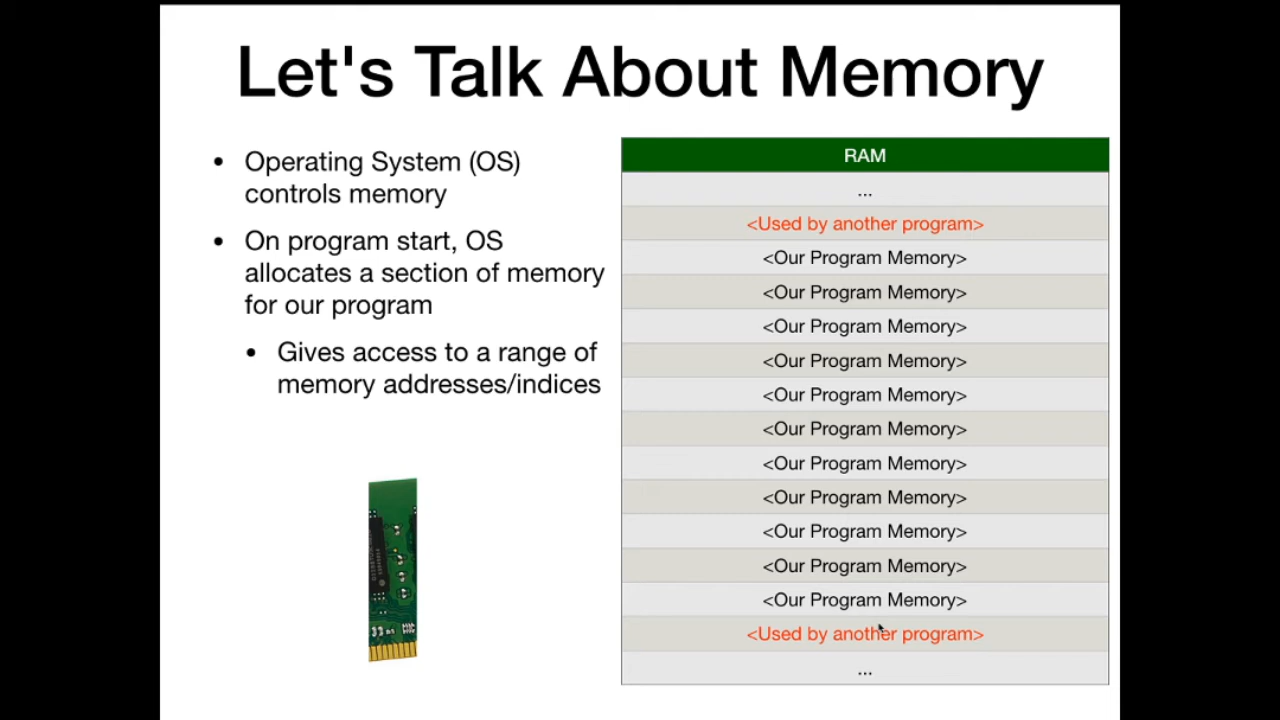 Let's Talk About Memory
• Operating System (OS)
controls memory
• On program start, OS
allocates a section of memory
for our program
• Gives access to a range of
memory addresses/indices
RAM
...
<Used by another program>
<Our Program Memory>
<Our Program Memory>
<Our Program Memory>
<Our Program Memory>
<Our Program Memory>
<Our Program Memory>
<Our Program Memory>
<Our Program Memory>
<Our Program Memory>
<Our Program Memory>
<Our Program Memory>
<Used by another program>
...